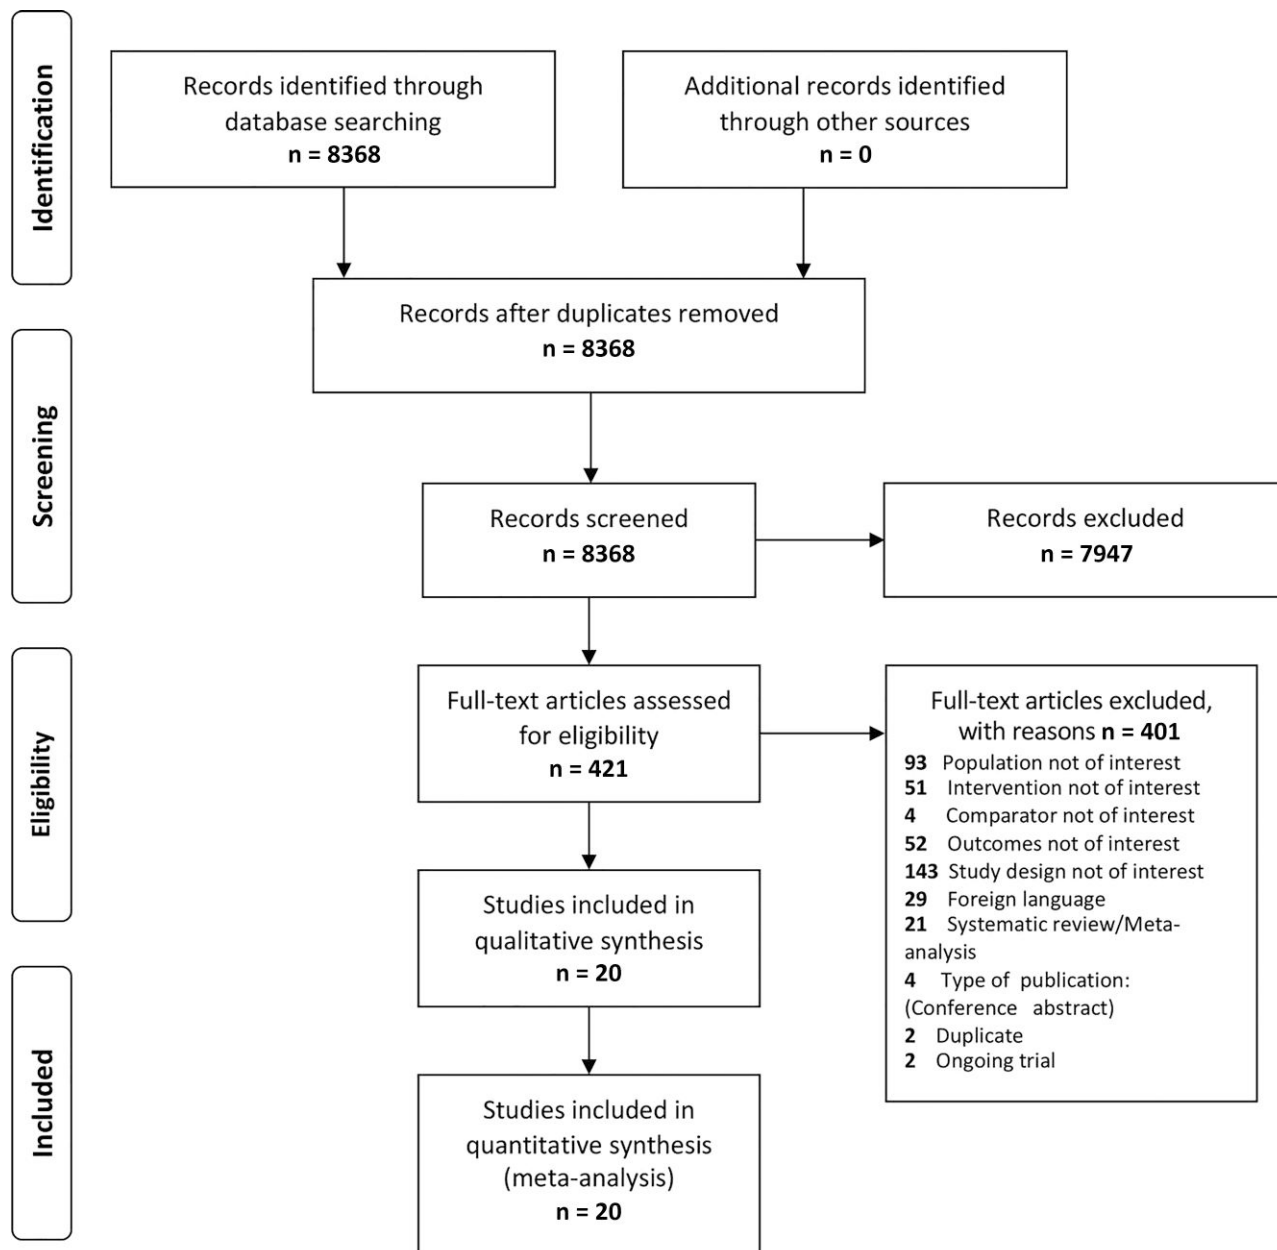 Identification
Records identified through
database searching
n = 8368
Additional records identified
through other sources
n = 0
Records after duplicates removed
n = 8368
Screening
Records screened
n = 8368
Records excluded
n = 7947
Eligibility
Full-text articles assessed
for eligibility
n = 421
Full-text articles excluded,
with reasons n = 401
93 Population not of interest
51 Intervention not of interest
4 Comparator not of interest
52 Outcomes not of interest
143 Study design not of interest
29 Foreign language
21 Systematic review/Meta-
analysis
4 Type of publication:
(Conference abstract)
2 Duplicate
2 Ongoing trial
Studies included in
qualitative synthesis
n = 20
Included
Studies included in
quantitative synthesis
(meta-analysis)
n = 20